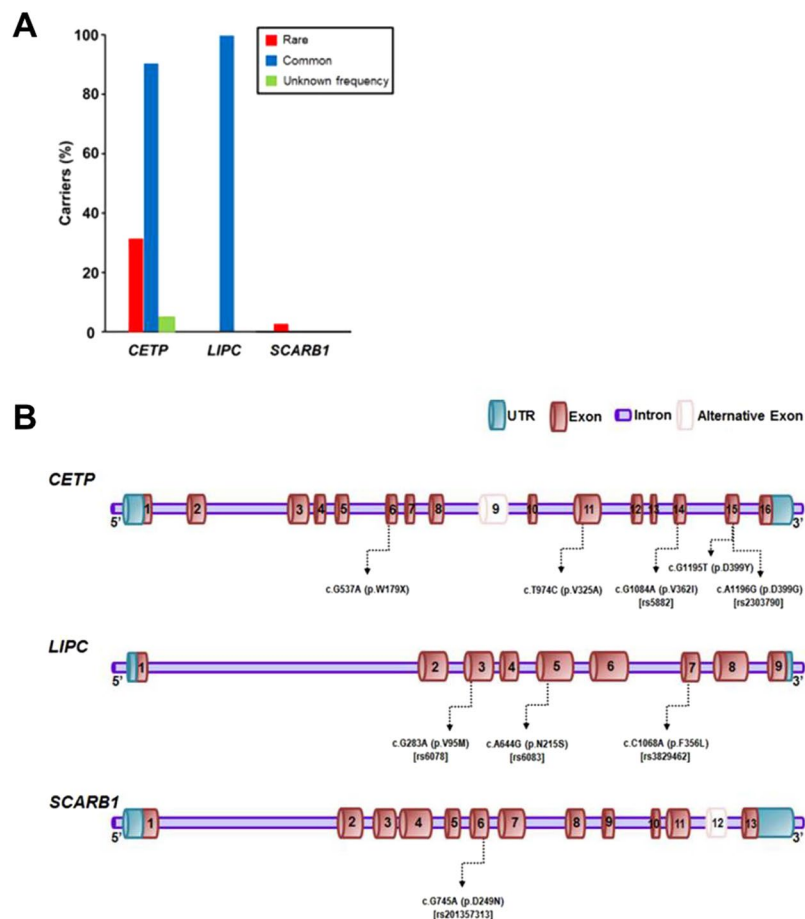 A
100
80
60
40
20
0
Carriers (%)
Rare
Common
Unknown frequency
CETP LIPC SCARB1
B
UTR Exon Intron Alternative Exon
CETP
1 2 3 4 5 6 7 8 9 10 11 12 13 14 15 16
5' 3'
c.G1195T (p.D399Y)
c.G537A (p.W179X) c.T974C (p.V325A) c.G1084A (p.V362I) c.A1196G (p.D399G)
[rs5882] [rs2303790]
LIPC
1 2 3 4 5 6 7 8 9
5' 3'
c.G283A (p.V95M) c.A644G (p.N215S) c.C1068A (p.F356L)
[rs6078] [rs6083] [rs3829462]
SCARB1
1 2 3 4 5 6 7 8 9 10 11 12 13
5' 3'
c.G745A (p.D249N)
[rs201357313]